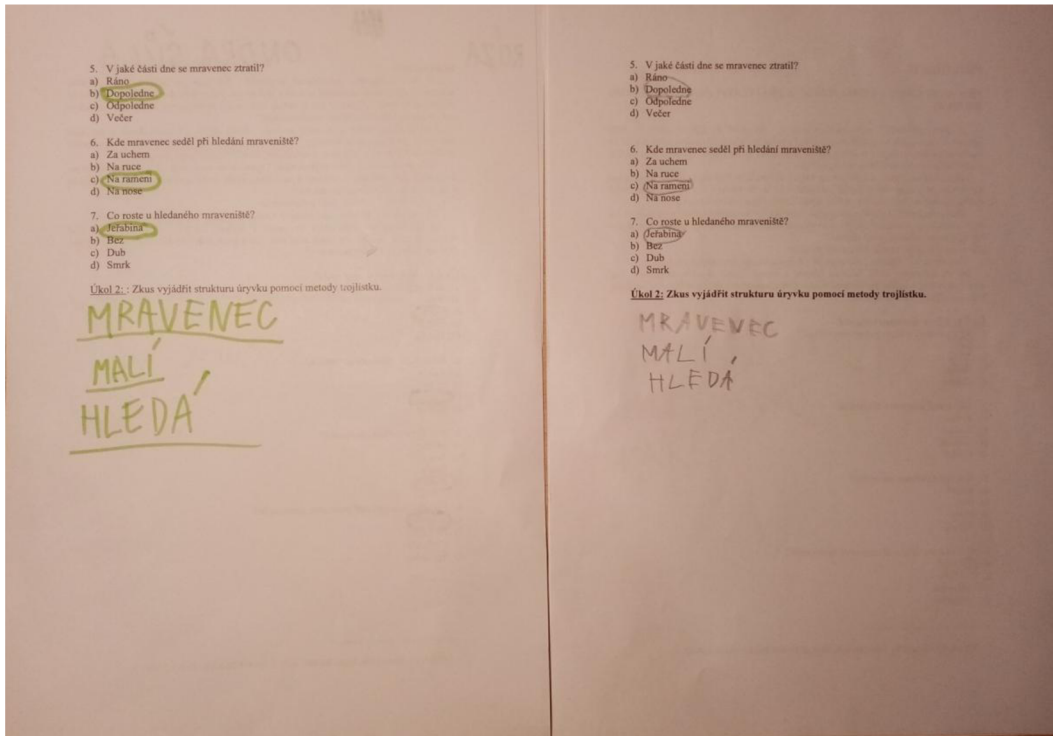 5. V jaké části dne se mravenec ztratil?
a) Ráno
b) Dopoledne
c) Odpoledne
d) Večer
6. Kde mravenec seděl při hledání mraveniště?
a) Za uchem
b) Na ruce
c) Na rameni
d) Na nose
7. Co roste u hledaného mraveniště?
a) Jeřabina
b) Bez
c) Dub
d) Smrk
Úkol 2: : Zkus vyjádřit strukturu úryvku pomocí metody trojlístku.
MRAVENEC
MALÍ
HLEDÁ
5. V jaké části dne se mravenec ztratil?
a) Ráno
b) Dopoledne
c) Odpoledne
d) Večer
6. Kde mravenec seděl při hledání mraveniště?
a) Za uchem
b) Na ruce
c) Na rameni
d) Na nose
7. Co roste u hledaného mraveniště?
a) Jeřabina
b) Bez
c) Dub
d) Smrk
Úkol 2: Zkus vyjádřit strukturu úryvku pomocí metody trojlístku.
MRAVENEC
MALÍ
HLEDÁ